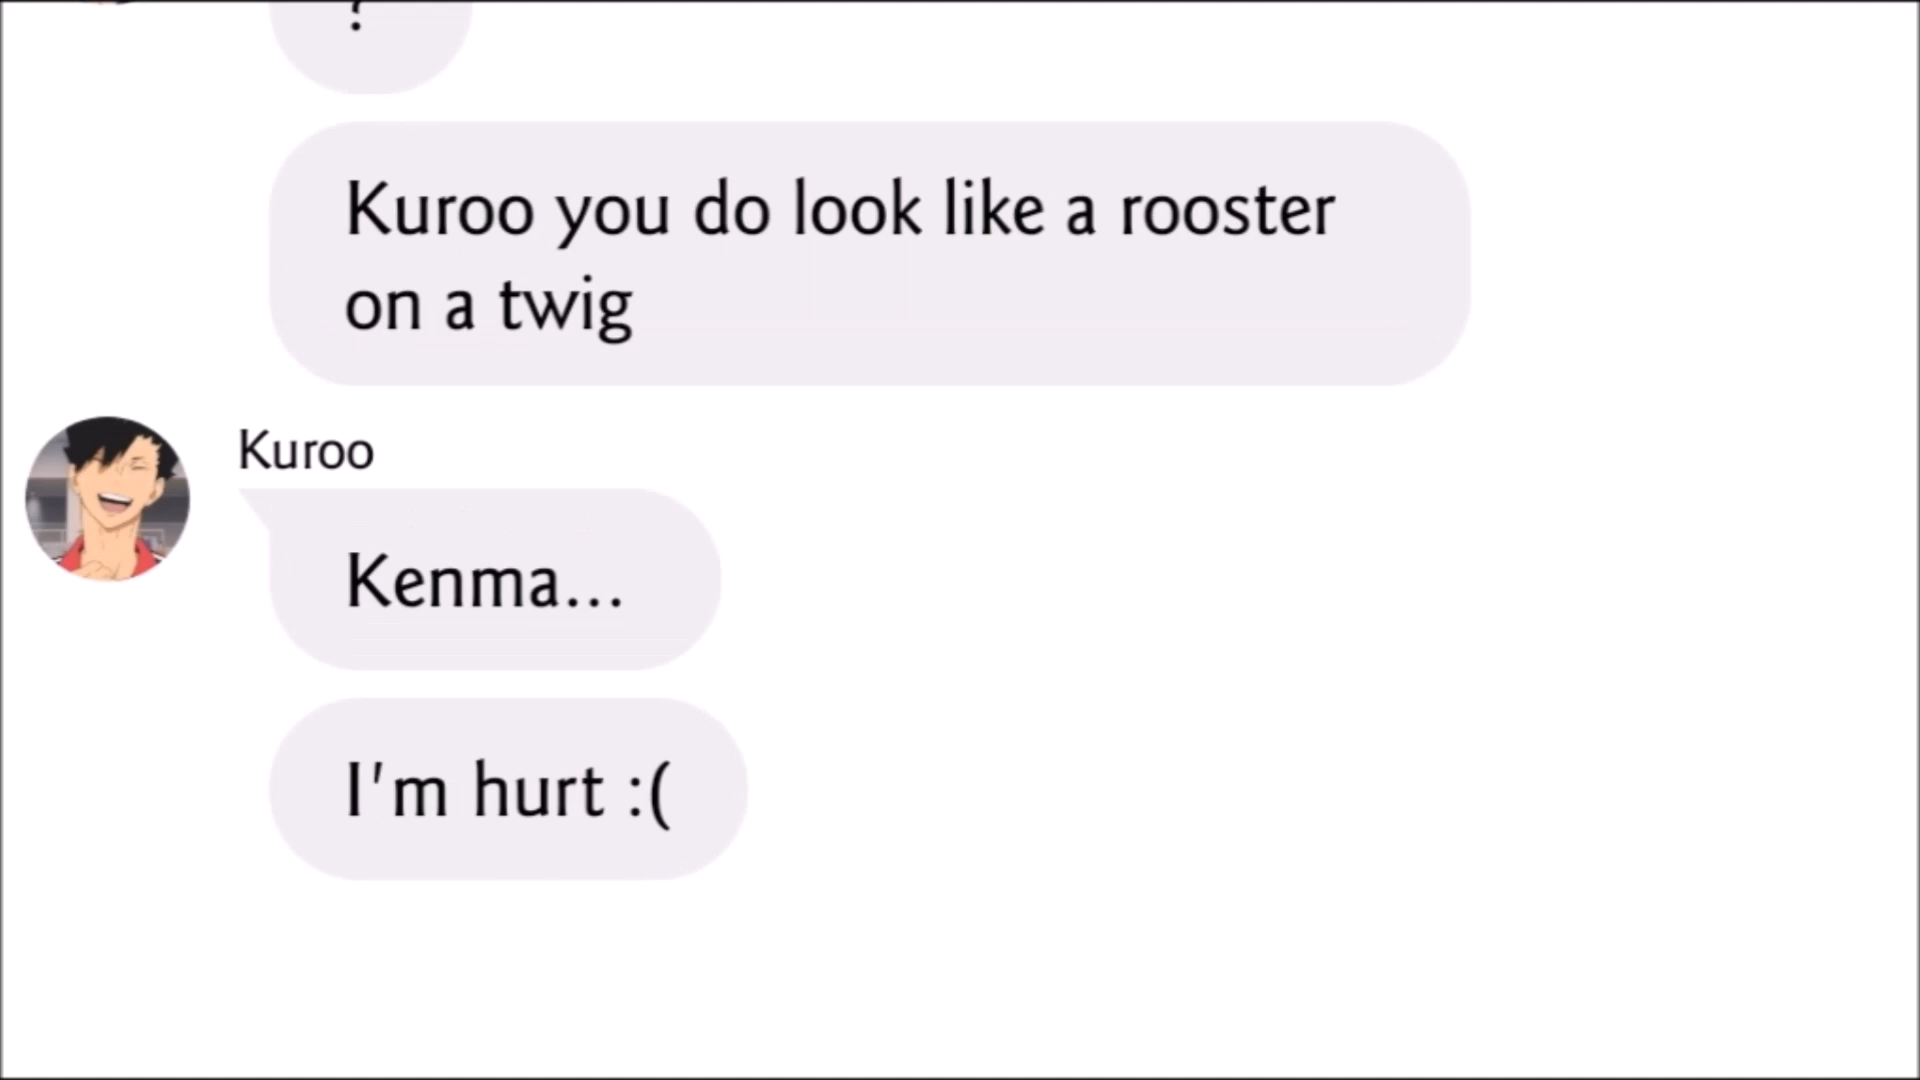 ?
Kuroo you do look like a rooster
on a twig
Kuroo
Kenma...
I'm hurt :(